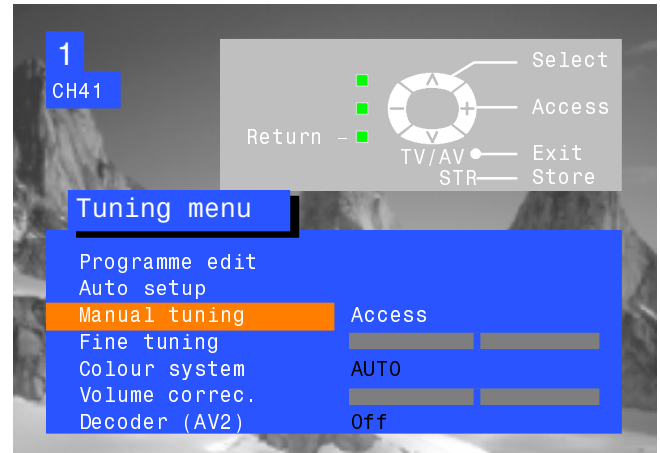 1
CH41
Select
Access
Return –
TV/AV Exit
STR Store
Tuning menu
Programme edit
Auto setup
Manual tuning Access
Fine tuning
Colour system AUTO
Volume correc.
Decoder (AV2) Off